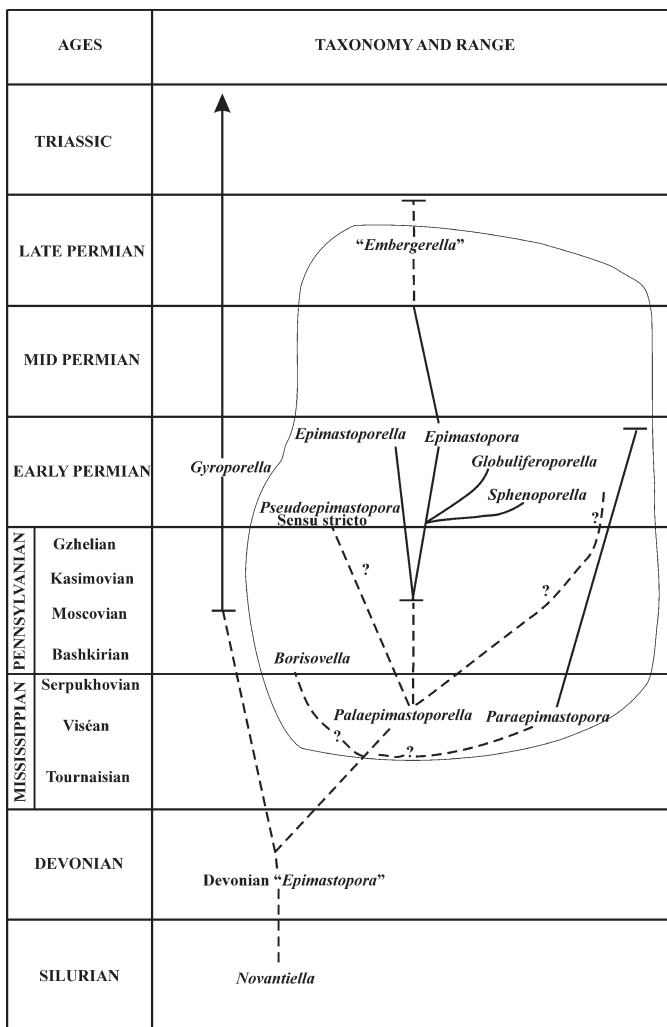 AGES
TAXONOMY AND RANGE
TRIASSIC
LATE PERMIAN
“Embergerella”
MID PERMIAN
EARLY PERMIAN
Gyroporella
Epimastoporella
Epimastopora
Globuliferoporella
Sphenoporella
Pseudoepimastopora
Sensu stricto
?
PENNSYLVANIAN
Gzhelian
Kasimovian
Moscovian
Bashkirian
?
?
Borisovella
MISSISSIPPIAN
Serpukhovian
Viséan
Tournaisian
Palaepimastoporella
Paraepimastopora
?
?
DEVONIAN
Devonian “Epimastopora”
SILURIAN
Novantiella